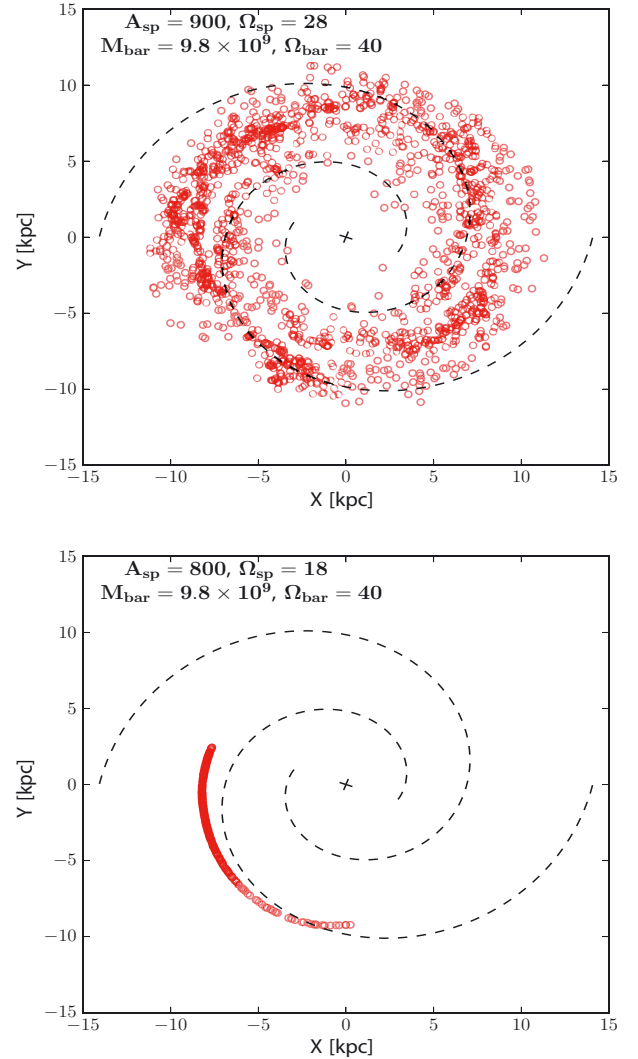 A_sp = 900, Ω_sp = 28
M_bar = 9.8 × 10^9, Ω_bar = 40
15
10
5
0
−5
−10
−15
Y [kpc]
−15 −10 −5 0 5 10 15
X [kpc]
A_sp = 800, Ω_sp = 18
M_bar = 9.8 × 10^9, Ω_bar = 40
15
10
5
0
−5
−10
−15
Y [kpc]
−15 −10 −5 0 5 10 15
X [kpc]